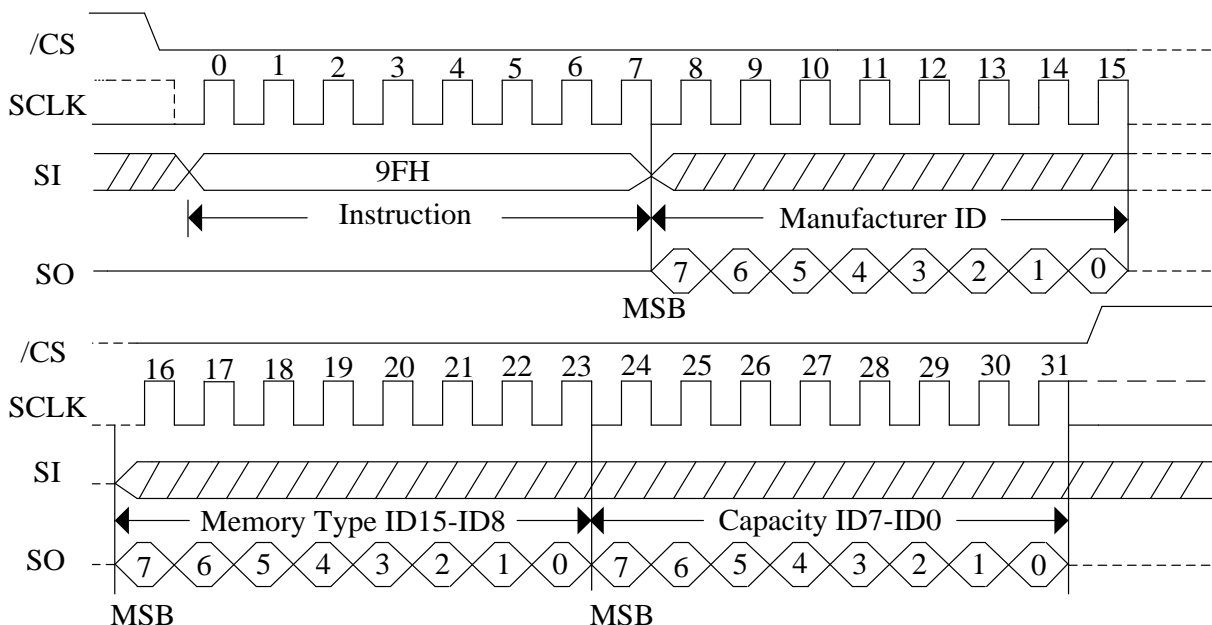 /CS
0 1 2 3 4 5 6 7 8 9 10 11 12 13 14 15
SCLK
SI
9FH
Instruction
Manufacturer ID
SO
7 6 5 4 3 2 1 0
MSB
/CS
16 17 18 19 20 21 22 23 24 25 26 27 28 29 30 31
SCLK
SI
Memory Type ID15-ID8
Capacity ID7-ID0
SO
7 6 5 4 3 2 1 0 7 6 5 4 3 2 1 0
MSB MSB